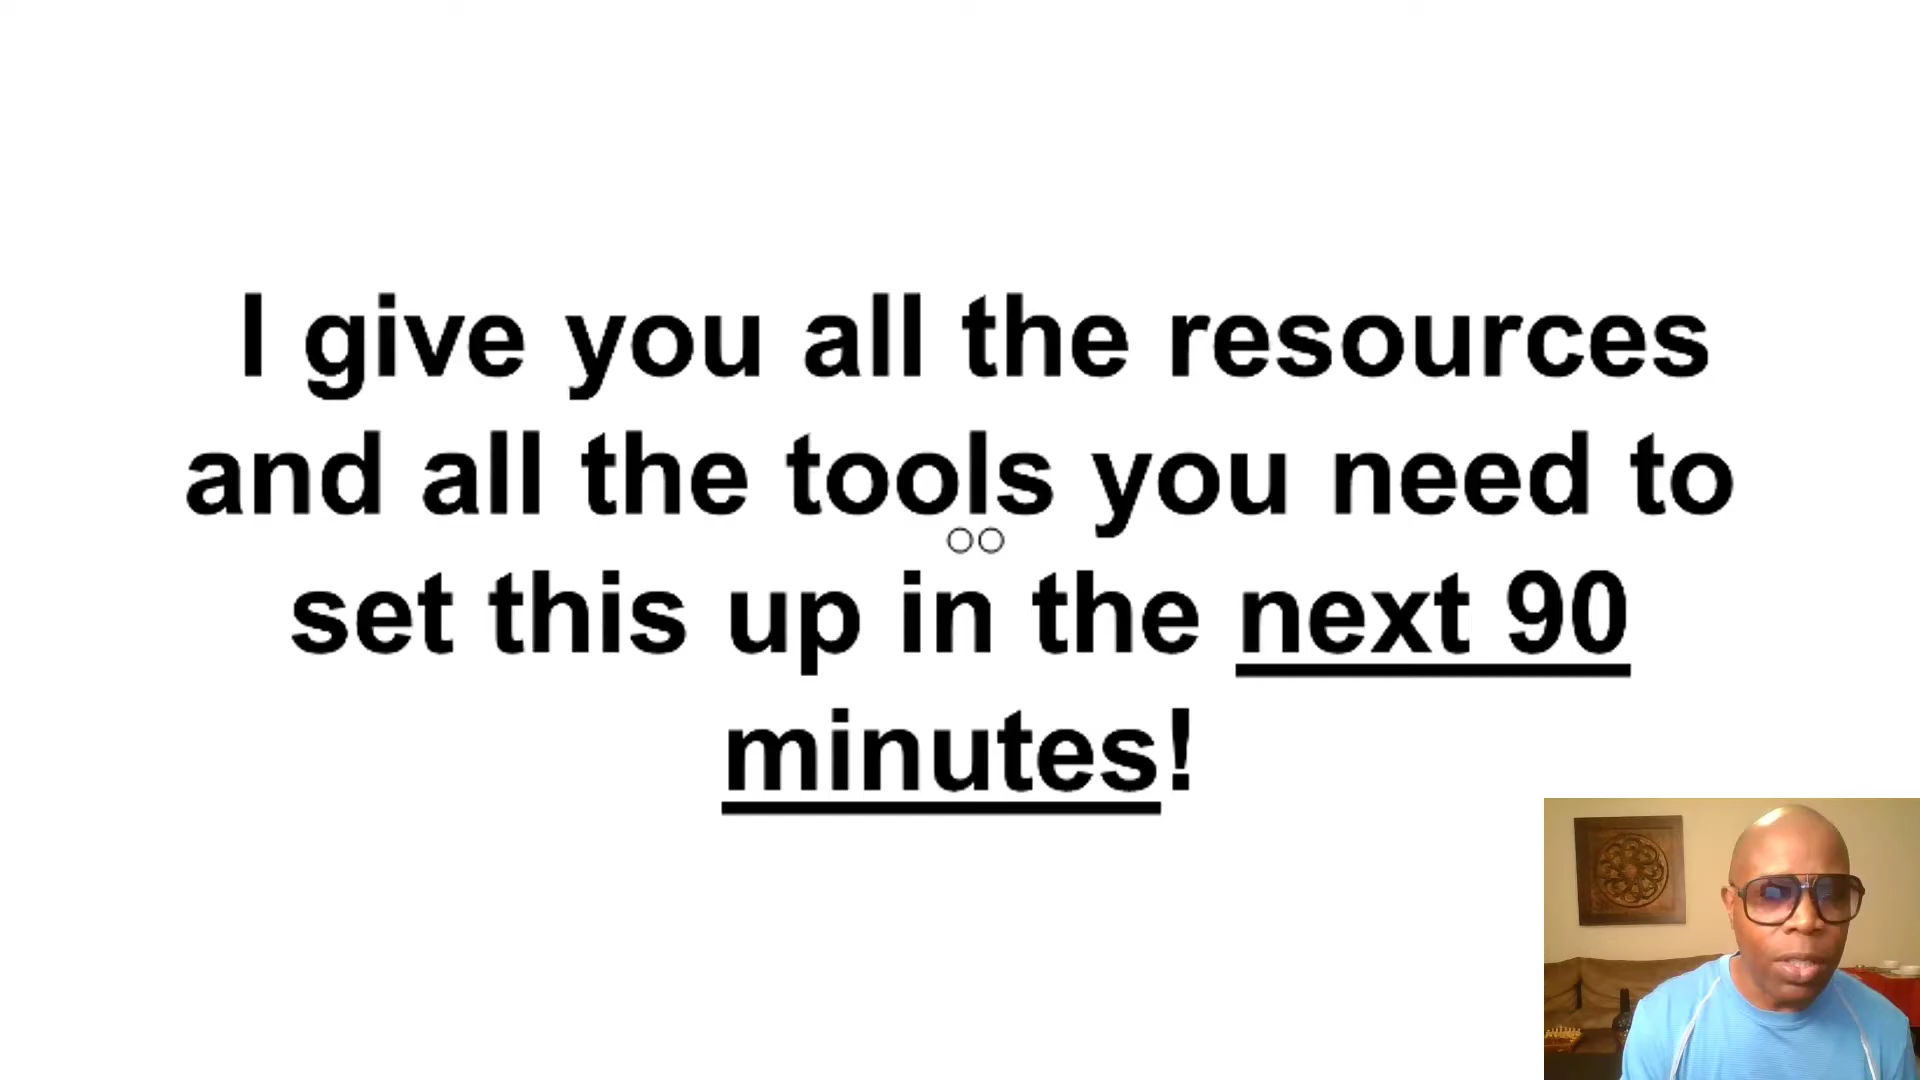 I give you all the resources
and all the tools you need to
set this up in the next 90
minutes!